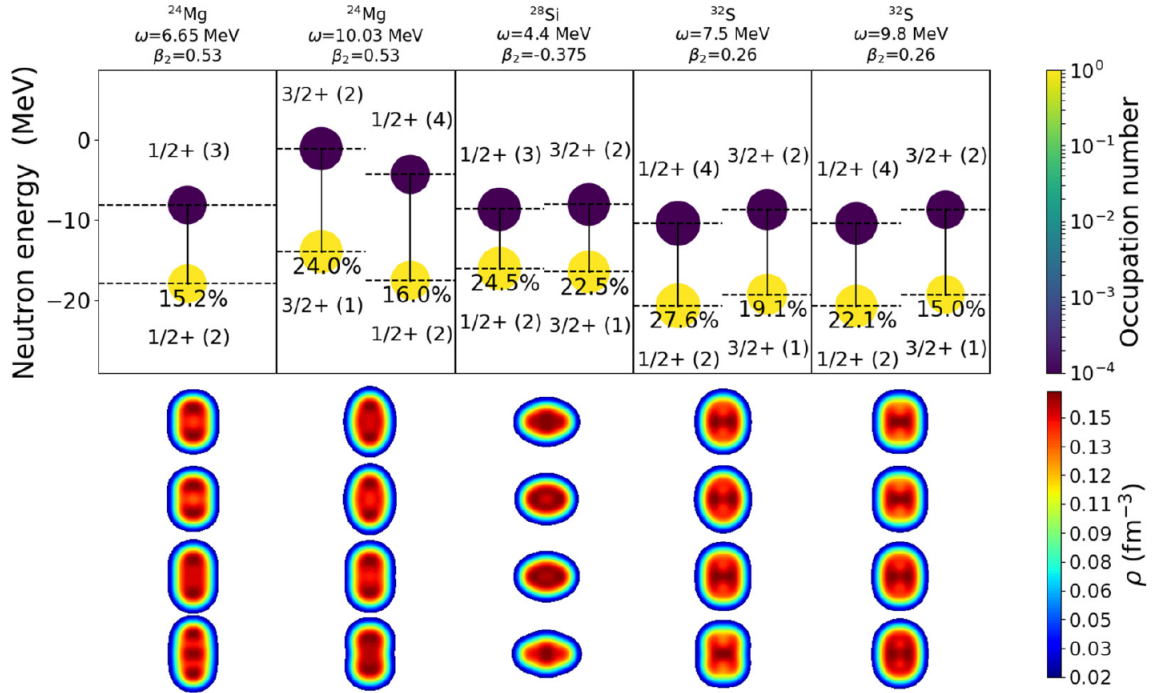 ²⁴Mg
ω=6.65 MeV
β₂=0.53
²⁴Mg
ω=10.03 MeV
β₂=0.53
²⁸Si
ω=4.4 MeV
β₂=-0.375
³²S
ω=7.5 MeV
β₂=0.26
³²S
ω=9.8 MeV
β₂=0.26
Neutron energy (MeV)
0
−10
−20
1/2+ (3)
15.2%
1/2+ (2)
3/2+ (2)
24.0%
3/2+ (1)
1/2+ (4)
16.0%
1/2+ (2)
1/2+ (3)
24.5%
1/2+ (2)
3/2+ (2)
22.5%
3/2+ (1)
1/2+ (4)
27.6%
1/2+ (2)
3/2+ (2)
19.1%
3/2+ (1)
1/2+ (4)
22.1%
1/2+ (2)
3/2+ (2)
15.0%
3/2+ (1)
10⁰
10⁻¹
10⁻²
10⁻³
10⁻⁴
Occupation number
0.15
0.13
0.12
0.10
0.09
0.08
0.06
0.04
0.03
0.02
ρ (fm⁻³)